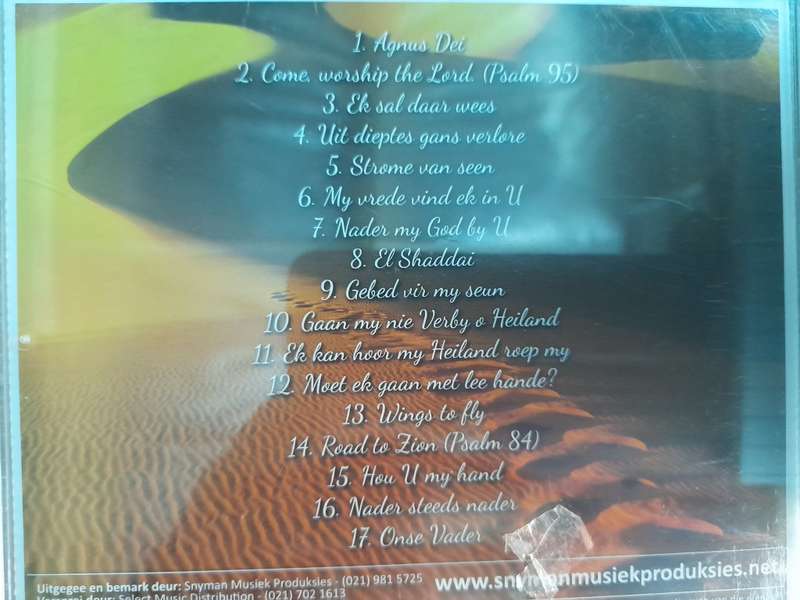 1. Agnus Dei
2. Come, worship the Lord. (Psalm 95)
3. Ek sal daar wees
4. Uit dieptes gans verlore
5. Strome van seen
6. My vrede vind ek in U
7. Nader my God by U
8. El Shaddai
9. Gebed vir my seun
10. Gaan my nie Verby o Heiland
11. Ek kan hoor my Heiland roep my
12. Moet ek gaan met lee hande?
13. Wings to fly
14. Road to Zion (Psalm 84)
15. Hou U my hand
16. Nader steeds nader
17. Onse Vader
Uitgegee en bemark deur: Snyman Musiek Produksies - (021) 981 5725
www.snymanmusiekproduksies.net
Versprei deur: Select Music Distribution - (021) 702 1613